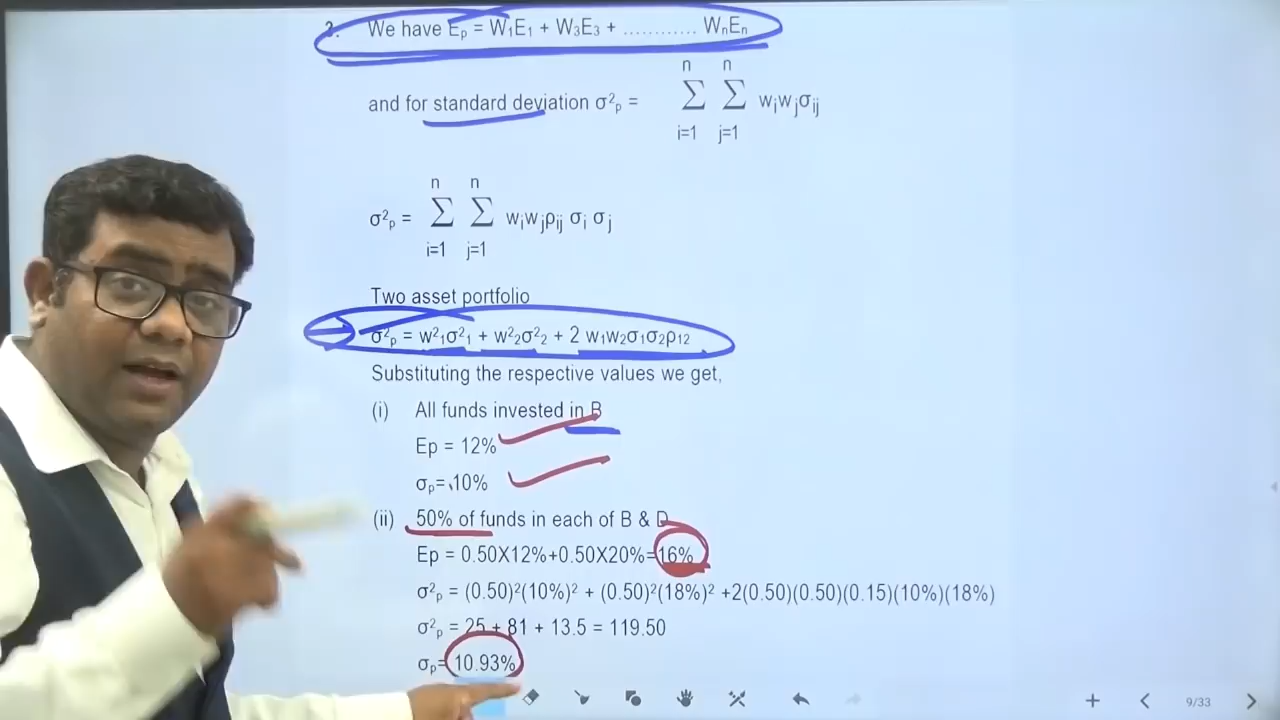 3. We have Ep = W₁E₁ + W₃E₃ + ………… WₙEₙ
n n
and for standard deviation σ²ₚ = Σ Σ wᵢwⱼσᵢⱼ
i=1 j=1
n n
σ²ₚ = Σ Σ wᵢwⱼρᵢⱼ σᵢ σⱼ
i=1 j=1
Two asset portfolio
σ²ₚ = w²₁σ²₁ + w²₂σ²₂ + 2 w₁w₂σ₁σ₂ρ₁₂
Substituting the respective values we get,
(i) All funds invested in B
Ep = 12%
σₚ= 10%
(ii) 50% of funds in each of B & D
Ep = 0.50X12%+0.50X20%=16%
σ²ₚ = (0.50)²(10%)² + (0.50)²(18%)² +2(0.50)(0.50)(0.15)(10%)(18%)
σ²ₚ = 25 + 81 + 13.5 = 119.50
σₚ= 10.93%
9/33